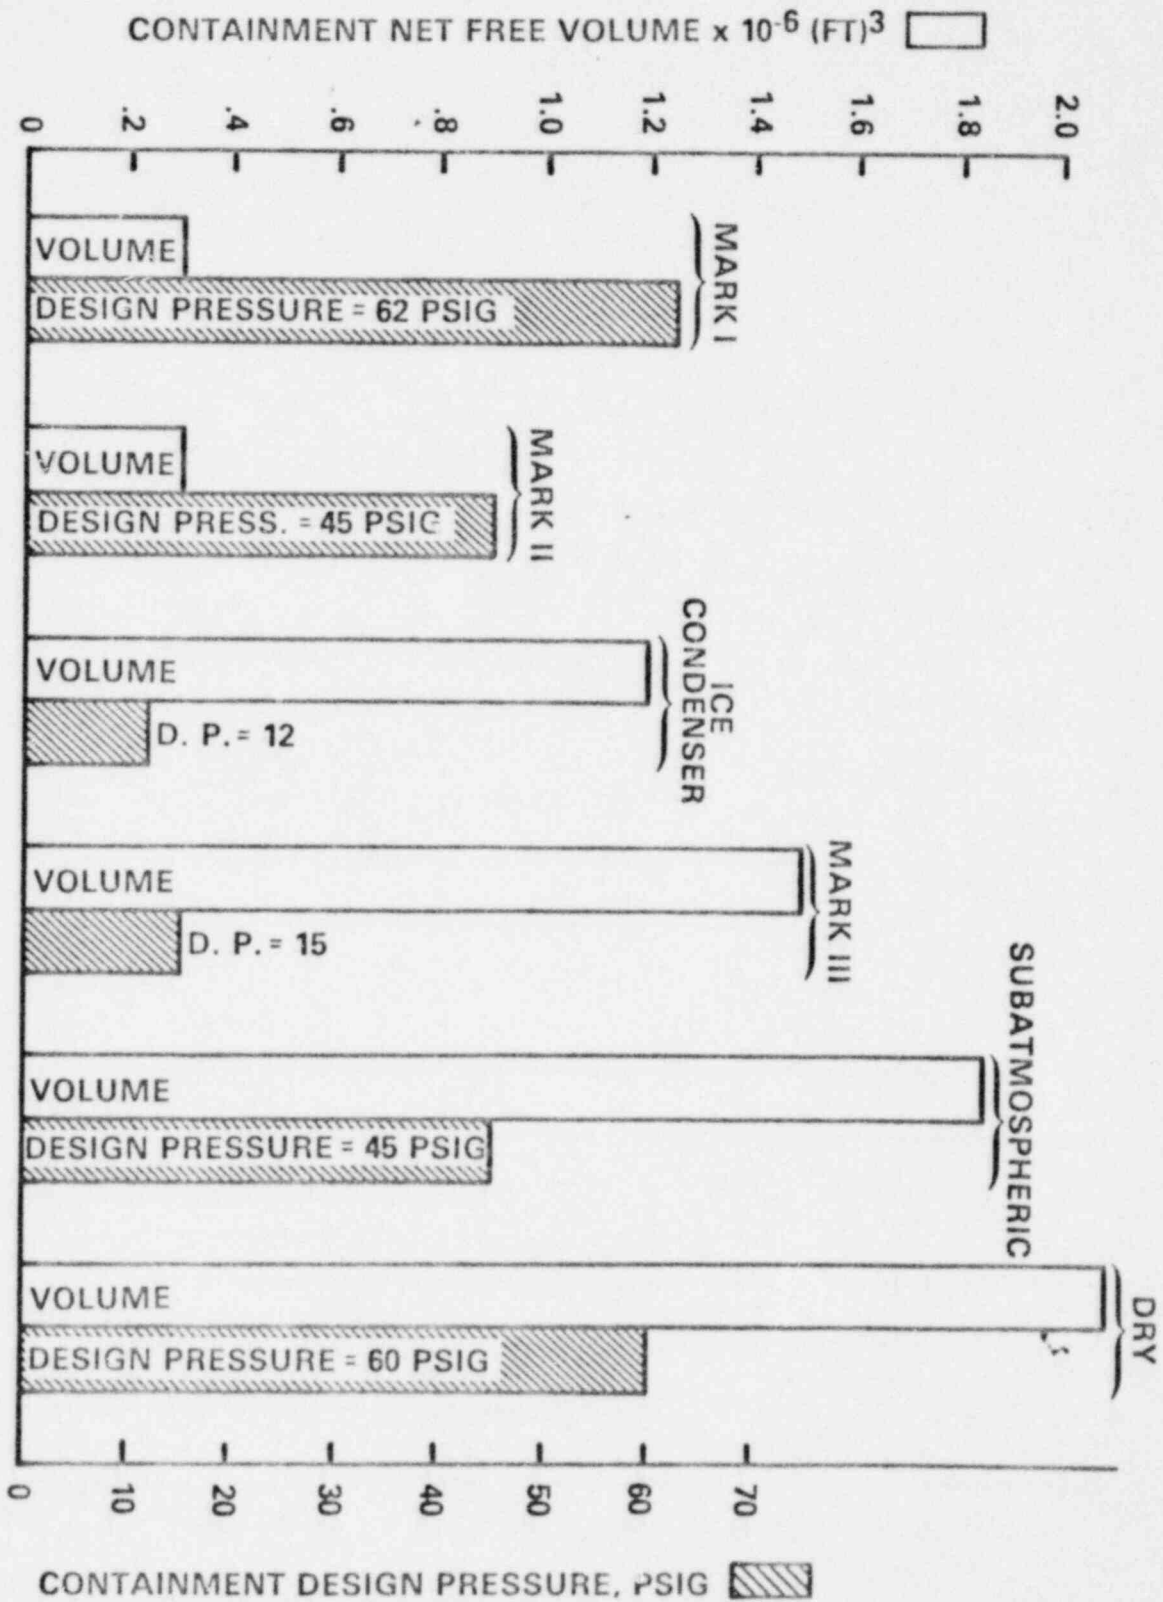 CONTAINMENT NET FREE VOLUME x 10-6 (FT)3
0 .2 .4 .6 .8 1.0 1.2 1.4 1.6 1.8 2.0
MARK I
VOLUME
DESIGN PRESSURE = 62 PSIG
MARK II
VOLUME
DESIGN PRESS. = 45 PSIG
ICE
CONDENSER
VOLUME
D. P. = 12
MARK III
VOLUME
D. P. = 15
SUBATMOSPHERIC
VOLUME
DESIGN PRESSURE = 45 PSIG
DRY
VOLUME
DESIGN PRESSURE = 60 PSIG
0 10 20 30 40 50 60 70
CONTAINMENT DESIGN PRESSURE, PSIG